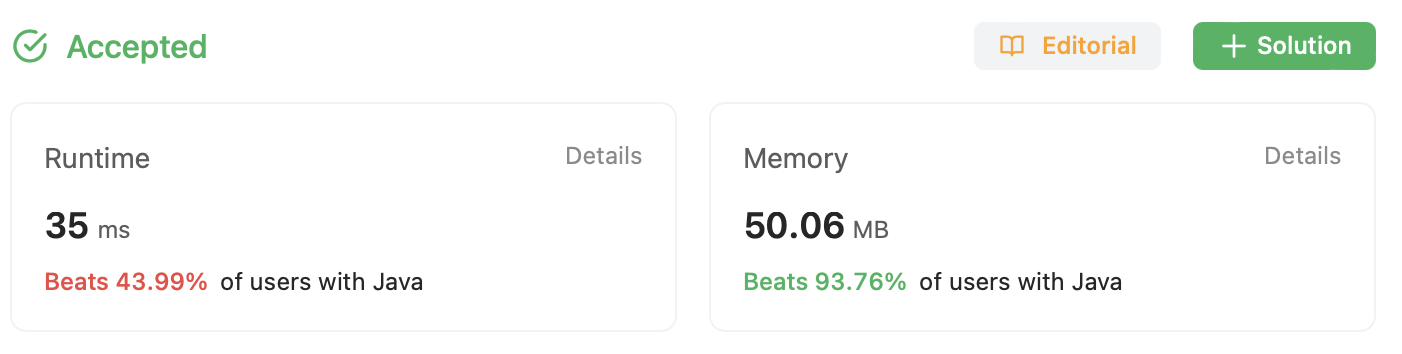 Accepted
Editorial
+ Solution
Runtime
Details
35 ms
Beats 43.99% of users with Java
Memory
Details
50.06 MB
Beats 93.76% of users with Java